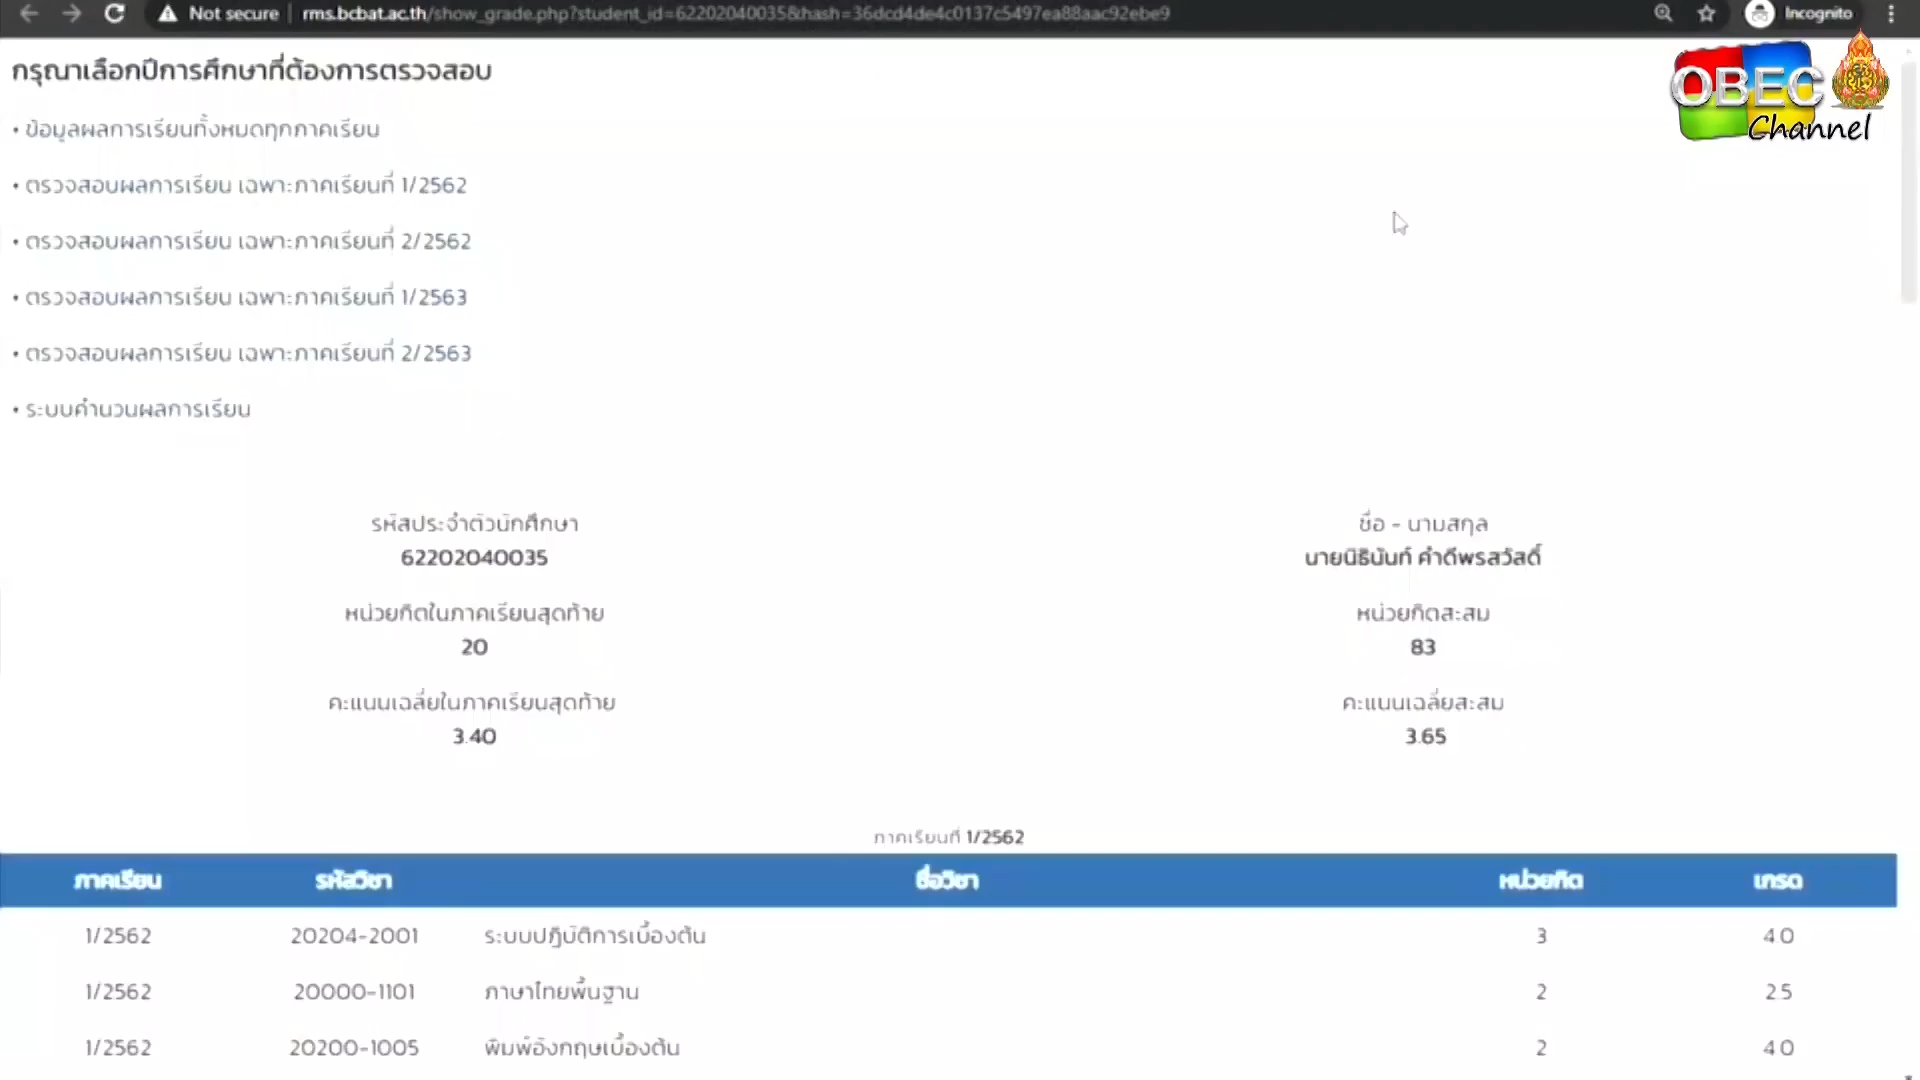 Not secure | rms.bcbat.ac.th/show_grade.php?student_id=62202040035&hash=36dcd4de4c0137c5497ea88aac92ebe9
Incognito
กรุณาเลือกปีการศึกษาที่ต้องการตรวจสอบ
OBEC
Channel
• ข้อมูลผลการเรียนทั้งหมดทุกภาคเรียน
• ตรวจสอบผลการเรียน เฉพาะภาคเรียนที่ 1/2562
• ตรวจสอบผลการเรียน เฉพาะภาคเรียนที่ 2/2562
• ตรวจสอบผลการเรียน เฉพาะภาคเรียนที่ 1/2563
• ตรวจสอบผลการเรียน เฉพาะภาคเรียนที่ 2/2563
• ระบบคำนวนผลการเรียน
รหัสประจำตัวนักศึกษา ชื่อ - นามสกุล
62202040035 นายนิธินันท์ คำดีพรสวัสดิ์
หน่วยกิตในภาคเรียนสุดท้าย หน่วยกิตสะสม
20 83
คะแนนเฉลี่ยในภาคเรียนสุดท้าย คะแนนเฉลี่ยสะสม
3.40 3.65
ภาคเรียนที่ 1/2562
ภาคเรียน รหัสวิชา ชื่อวิชา หน่วยกิต เกรด
1/2562 20204-2001 ระบบปฏิบัติการเบื้องต้น 3 4.0
1/2562 20000-1101 ภาษาไทยพื้นฐาน 2 2.5
1/2562 20200-1005 พิมพ์อังกฤษเบื้องต้น 2 4.0